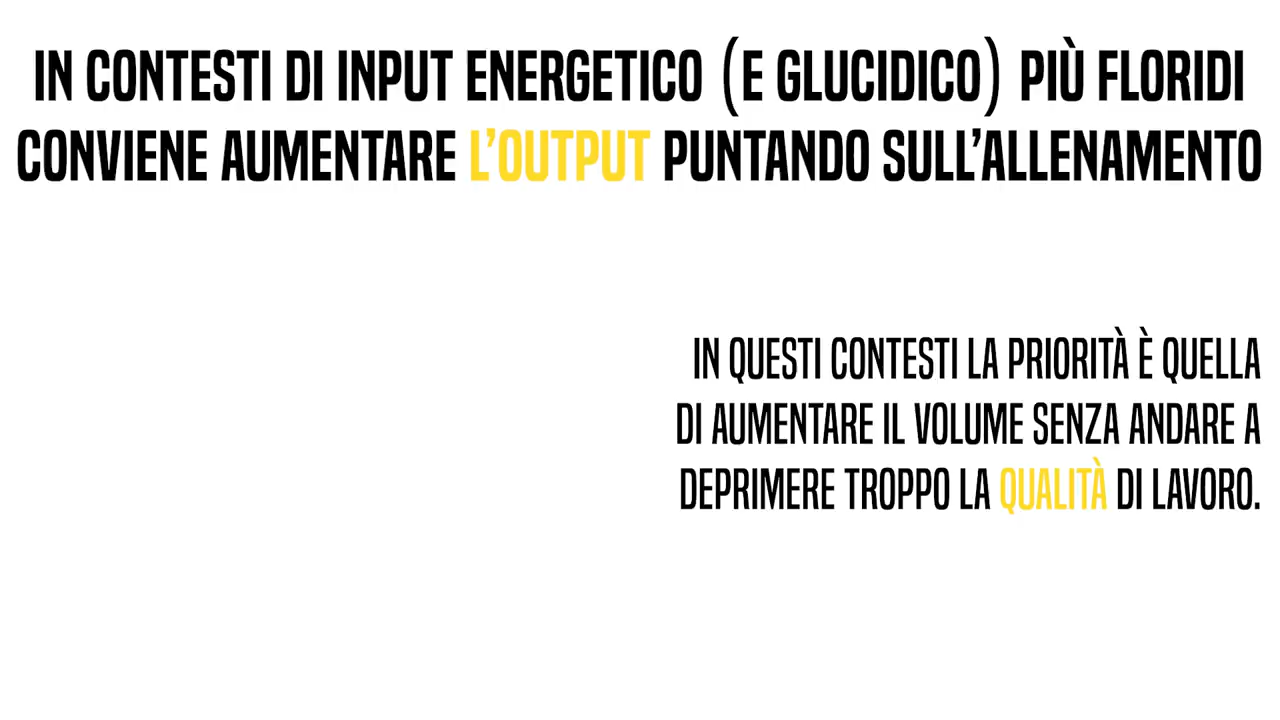 IN CONTESTI DI INPUT ENERGETICO (E GLUCIDICO) PIÙ FLORIDI
CONVIENE AUMENTARE L'OUTPUT PUNTANDO SULL'ALLENAMENTO
IN QUESTI CONTESTI LA PRIORITÀ È QUELLA
DI AUMENTARE IL VOLUME SENZA ANDARE A
DEPRIMERE TROPPO LA QUALITÀ DI LAVORO.